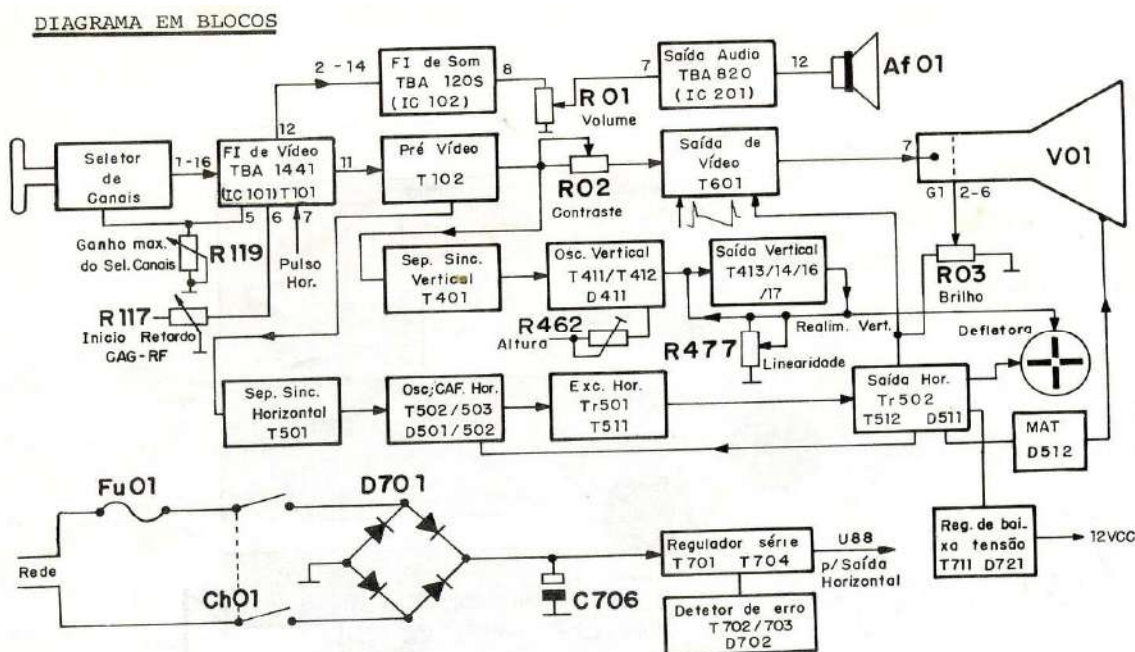 DIAGRAMA EM BLOCOS
2 - 14
FI de Som
TBA 120S
(IC 102)
8
R 01
Volume
7
Saída Audio
TBA 820
(IC 201)
12
Af 01
12
Seletor
de
Canais
1-16
FI de Vídeo
TBA 1441
(IC 101) T101
11
Pré Vídeo
T102
R02
Contraste
Saída de
Vídeo
T601
7
V01
G1
2-6
5
6
7
Ganho max.
do Sel. Canais
R119
Pulso
Hor.
R117
Inicio Retardo
CAG-RF
Sep. Sinc.
Vertical
T401
Osc. Vertical
T411/T412
D411
Saída Vertical
T413/14/16
/17
R03
Brilho
R462
Altura
R477
Linearidade
Realim. Vert.
Defletora
Sep. Sinc.
Horizontal
T501
Osc; CAF. Hor.
T502/503
D501/502
Exc. Hor.
Tr501
T511
Saída Hor.
Tr502
T512 D511
MAT
D512
Fu01
D701
Rede
Ch01
C706
Regulador série
T701 T704
U88
p/Saída
Horizontal
Detetor de erro
T702/703
D702
Reg. de bai_
xa tensão
T711 D721
12VCC